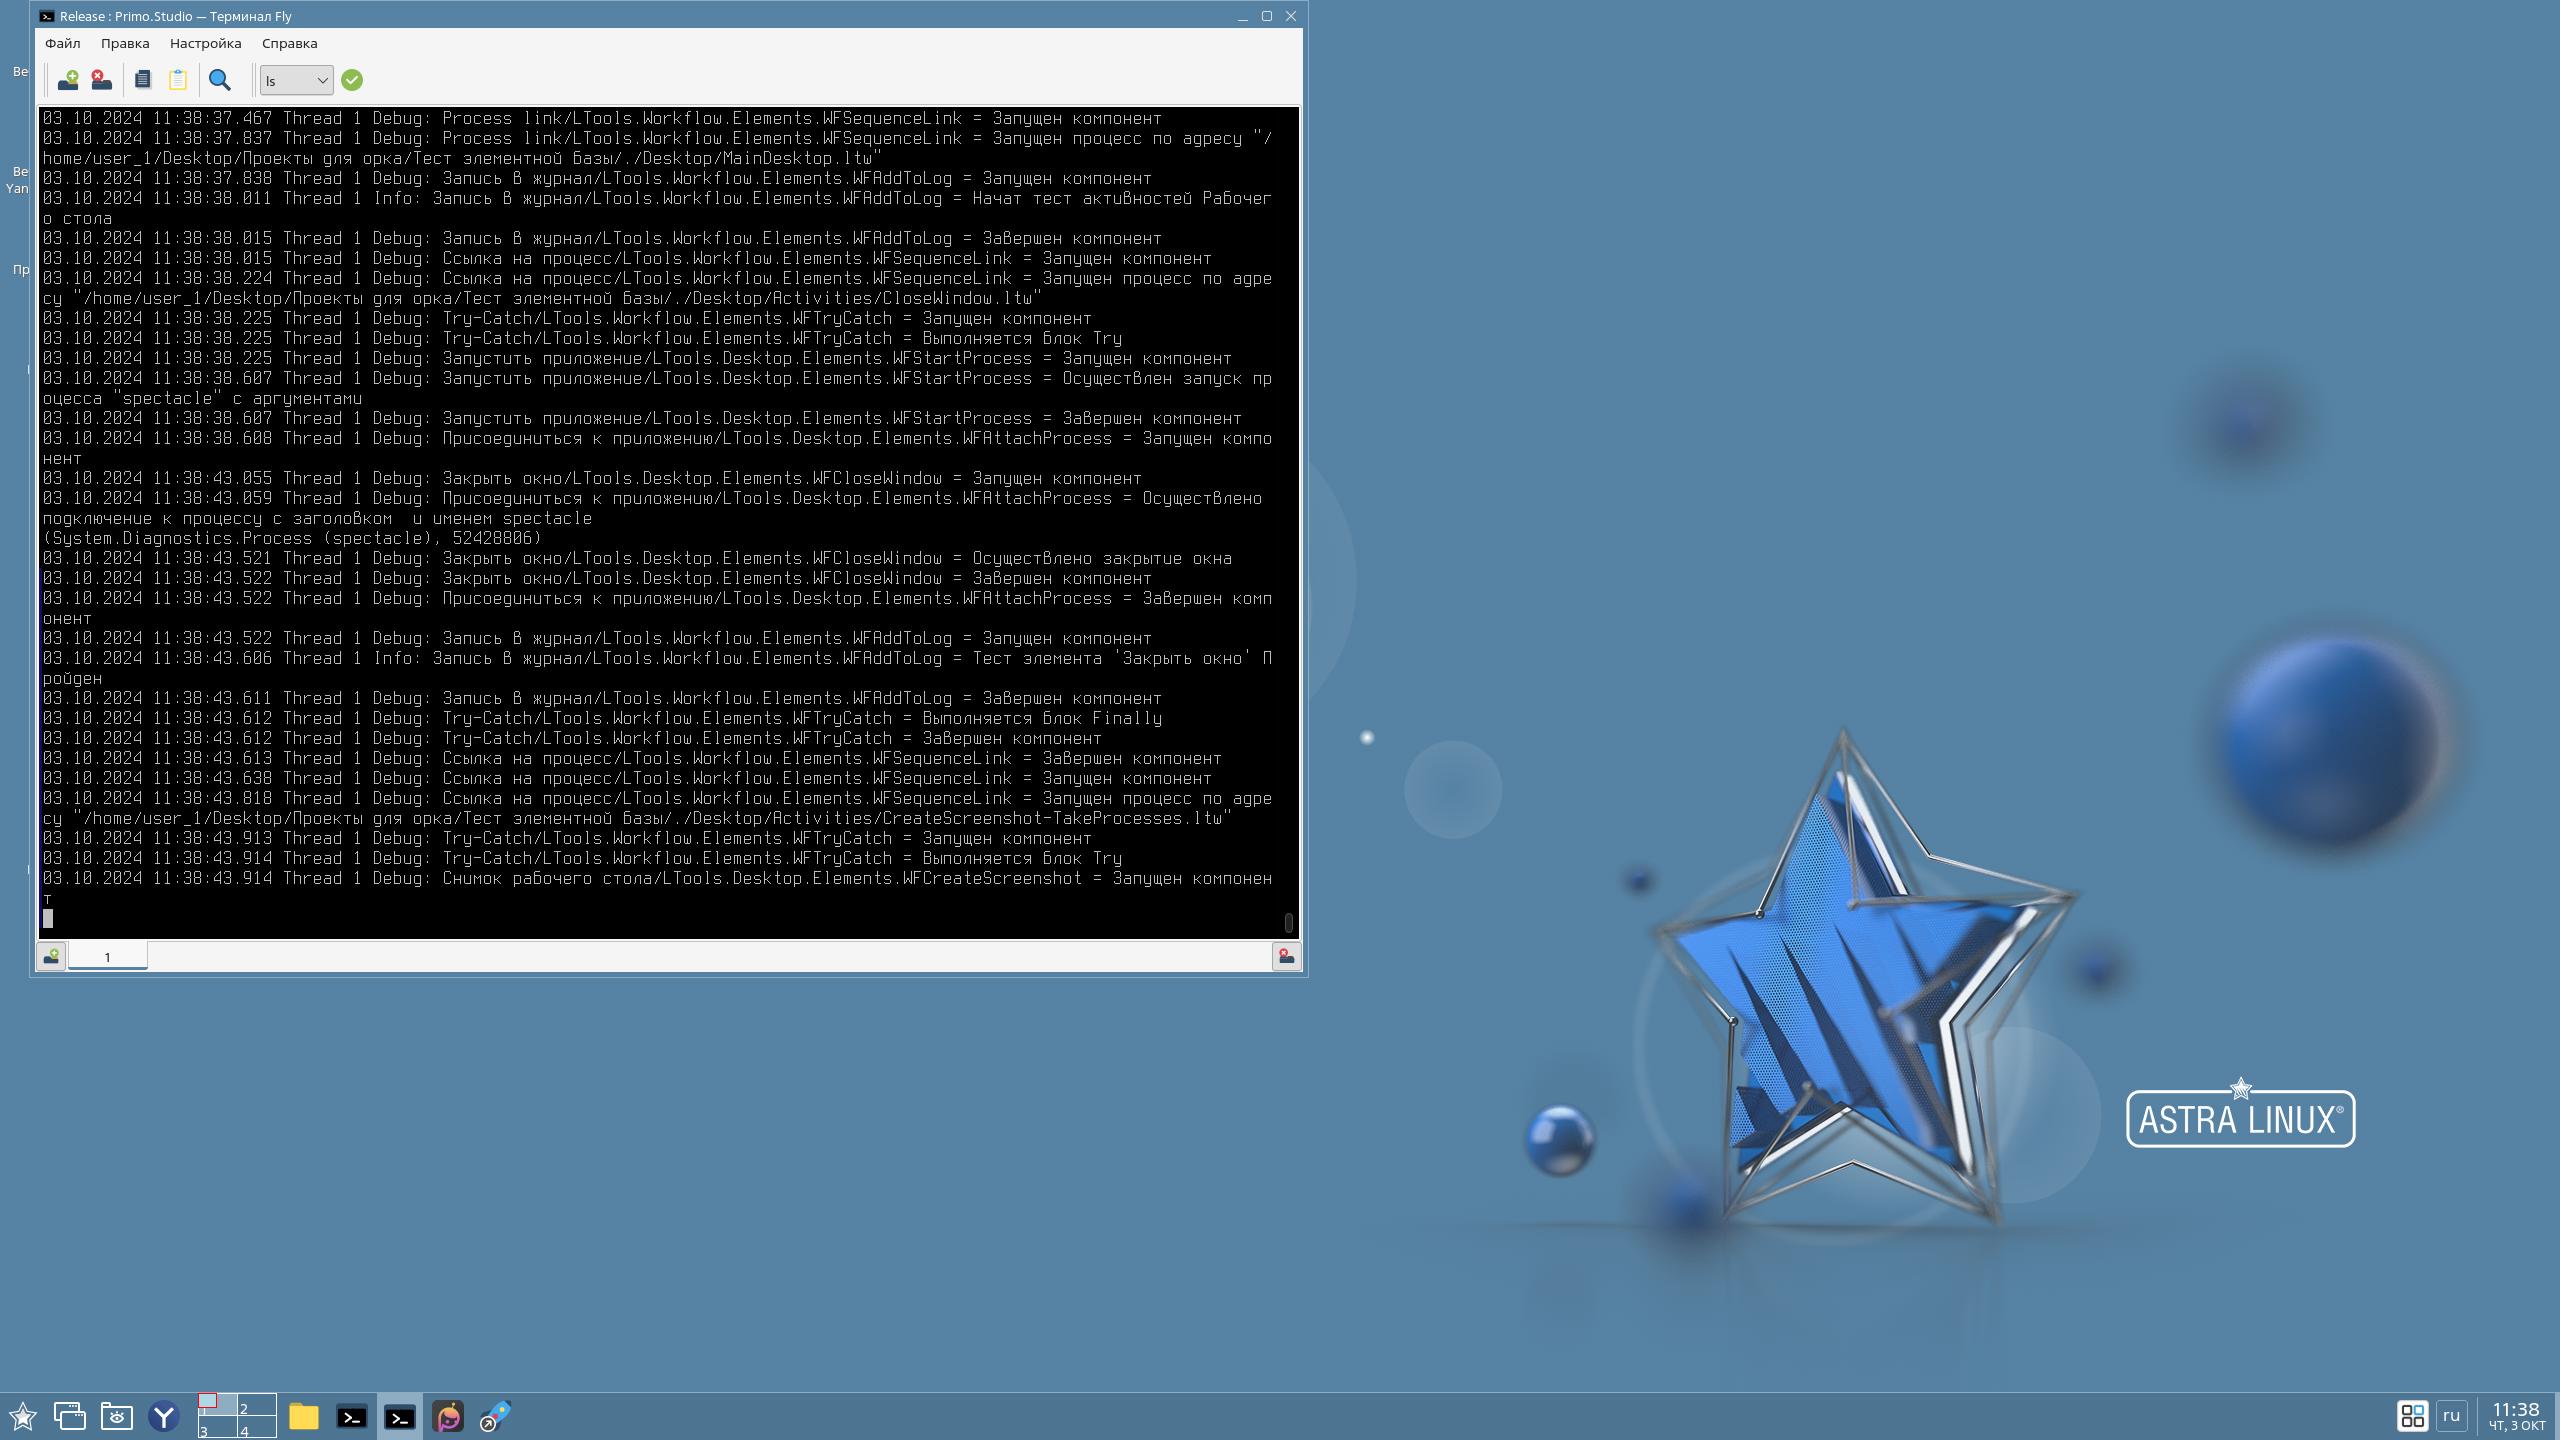 Release : Primo.Studio — Терминал Fly
Файл Правка Настройка Справка
ls
03.10.2024 11:38:37.467 Thread 1 Debug: Process link/LTools.Workflow.Elements.WFSequenceLink = Запущен компонент
03.10.2024 11:38:37.837 Thread 1 Debug: Process link/LTools.Workflow.Elements.WFSequenceLink = Запущен процесс по адресу "/
home/user_1/Desktop/Проекты для орка/Тест элементной базы/./Desktop/MainDesktop.ltw"
03.10.2024 11:38:37.838 Thread 1 Debug: Запись в журнал/LTools.Workflow.Elements.WFAddToLog = Запущен компонент
03.10.2024 11:38:38.011 Thread 1 Info: Запись в журнал/LTools.Workflow.Elements.WFAddToLog = Начат тест активностей Рабочег
о стола
03.10.2024 11:38:38.015 Thread 1 Debug: Запись в журнал/LTools.Workflow.Elements.WFAddToLog = Завершен компонент
03.10.2024 11:38:38.015 Thread 1 Debug: Ссылка на процесс/LTools.Workflow.Elements.WFSequenceLink = Запущен компонент
03.10.2024 11:38:38.224 Thread 1 Debug: Ссылка на процесс/LTools.Workflow.Elements.WFSequenceLink = Запущен процесс по адре
су "/home/user_1/Desktop/Проекты для орка/Тест элементной базы/./Desktop/Activities/CloseWindow.ltw"
03.10.2024 11:38:38.225 Thread 1 Debug: Try-Catch/LTools.Workflow.Elements.WFTryCatch = Запущен компонент
03.10.2024 11:38:38.225 Thread 1 Debug: Try-Catch/LTools.Workflow.Elements.WFTryCatch = Выполняется блок Try
03.10.2024 11:38:38.225 Thread 1 Debug: Запустить приложение/LTools.Desktop.Elements.WFStartProcess = Запущен компонент
03.10.2024 11:38:38.607 Thread 1 Debug: Запустить приложение/LTools.Desktop.Elements.WFStartProcess = Осуществлен запуск пр
оцесса "spectacle" с аргументами
03.10.2024 11:38:38.607 Thread 1 Debug: Запустить приложение/LTools.Desktop.Elements.WFStartProcess = Завершен компонент
03.10.2024 11:38:38.608 Thread 1 Debug: Присоединиться к приложению/LTools.Desktop.Elements.WFAttachProcess = Запущен компо
нент
03.10.2024 11:38:43.055 Thread 1 Debug: Закрыть окно/LTools.Desktop.Elements.WFCloseWindow = Запущен компонент
03.10.2024 11:38:43.059 Thread 1 Debug: Присоединиться к приложению/LTools.Desktop.Elements.WFAttachProcess = Осуществлено
подключение к процессу с заголовком  и именем spectacle
(System.Diagnostics.Process (spectacle), 52428806)
03.10.2024 11:38:43.521 Thread 1 Debug: Закрыть окно/LTools.Desktop.Elements.WFCloseWindow = Осуществлено закрытие окна
03.10.2024 11:38:43.522 Thread 1 Debug: Закрыть окно/LTools.Desktop.Elements.WFCloseWindow = Завершен компонент
03.10.2024 11:38:43.522 Thread 1 Debug: Присоединиться к приложению/LTools.Desktop.Elements.WFAttachProcess = Завершен комп
онент
03.10.2024 11:38:43.522 Thread 1 Debug: Запись в журнал/LTools.Workflow.Elements.WFAddToLog = Запущен компонент
03.10.2024 11:38:43.606 Thread 1 Info: Запись в журнал/LTools.Workflow.Elements.WFAddToLog = Тест элемента 'Закрыть окно' П
ройден
03.10.2024 11:38:43.611 Thread 1 Debug: Запись в журнал/LTools.Workflow.Elements.WFAddToLog = Завершен компонент
03.10.2024 11:38:43.612 Thread 1 Debug: Try-Catch/LTools.Workflow.Elements.WFTryCatch = Выполняется блок Finally
03.10.2024 11:38:43.612 Thread 1 Debug: Try-Catch/LTools.Workflow.Elements.WFTryCatch = Завершен компонент
03.10.2024 11:38:43.613 Thread 1 Debug: Ссылка на процесс/LTools.Workflow.Elements.WFSequenceLink = Завершен компонент
03.10.2024 11:38:43.638 Thread 1 Debug: Ссылка на процесс/LTools.Workflow.Elements.WFSequenceLink = Запущен компонент
03.10.2024 11:38:43.818 Thread 1 Debug: Ссылка на процесс/LTools.Workflow.Elements.WFSequenceLink = Запущен процесс по адре
су "/home/user_1/Desktop/Проекты для орка/Тест элементной базы/./Desktop/Activities/CreateScreenshot-TakeProcesses.ltw"
03.10.2024 11:38:43.913 Thread 1 Debug: Try-Catch/LTools.Workflow.Elements.WFTryCatch = Запущен компонент
03.10.2024 11:38:43.914 Thread 1 Debug: Try-Catch/LTools.Workflow.Elements.WFTryCatch = Выполняется блок Try
03.10.2024 11:38:43.914 Thread 1 Debug: Снимок рабочего стола/LTools.Desktop.Elements.WFCreateScreenshot = Запущен компонен
т
1
ASTRA LINUX®
2
3 4
ru
11:38
ЧТ, 3 ОКТ